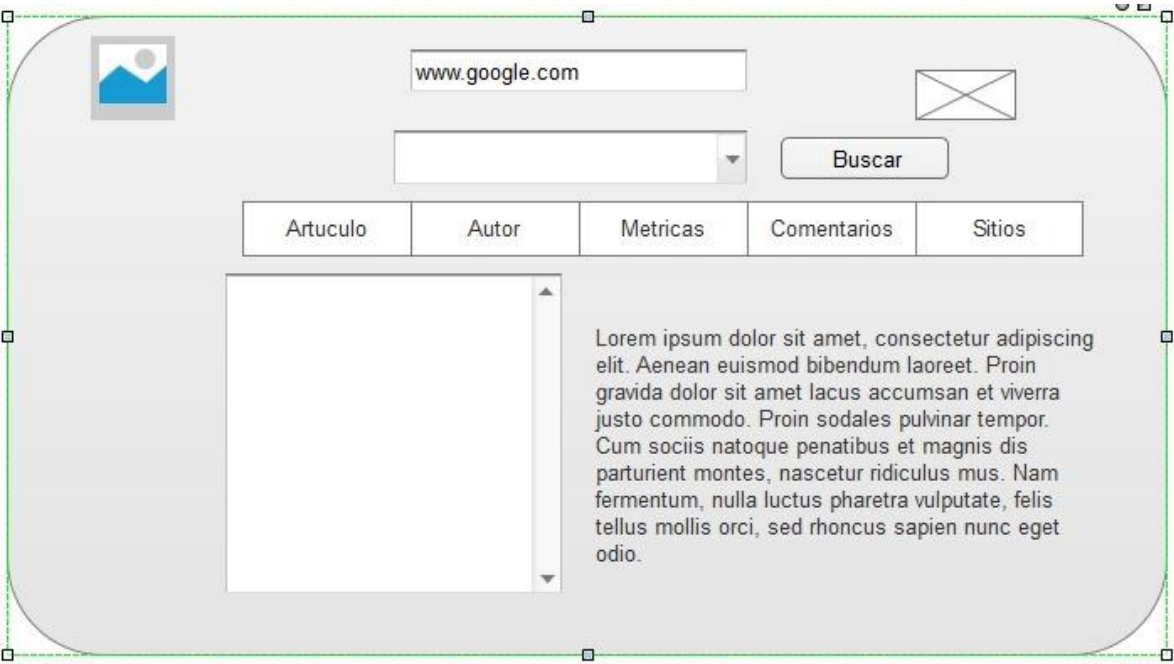 www.google.com
Buscar
Artuculo Autor Metricas Comentarios Sitios
Lorem ipsum dolor sit amet, consectetur adipiscing
elit. Aenean euismod bibendum laoreet. Proin
gravida dolor sit amet lacus accumsan et viverra
justo commodo. Proin sodales pulvinar tempor.
Cum sociis natoque penatibus et magnis dis
parturient montes, nascetur ridiculus mus. Nam
fermentum, nulla luctus pharetra vulputate, felis
tellus mollis orci, sed rhoncus sapien nunc eget
odio.